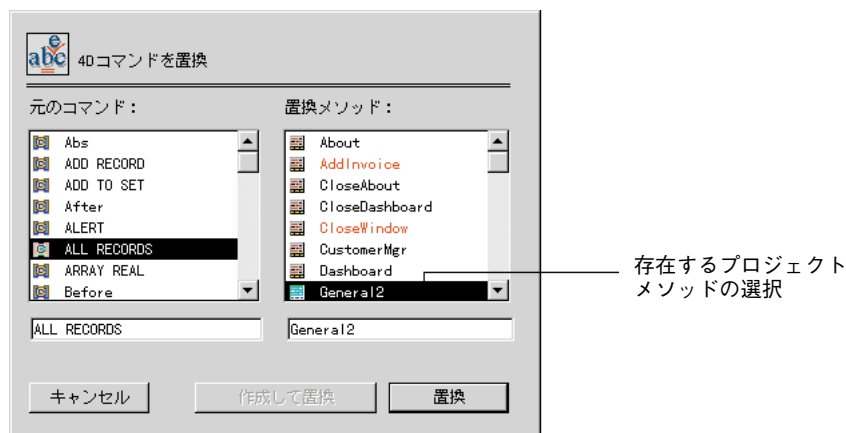 abc
e
4Dコマンドを置換
元のコマンド：
置換メソッド：
Abs
ADD RECORD
ADD TO SET
After
ALERT
ALL RECORDS
ARRAY REAL
Before
About
AddInvoice
CloseAbout
CloseDashboard
CloseWindow
CustomerMgr
Dashboard
General2
ALL RECORDS
General2
キャンセル
作成して置換
置換
存在するプロジェクト
メソッドの選択